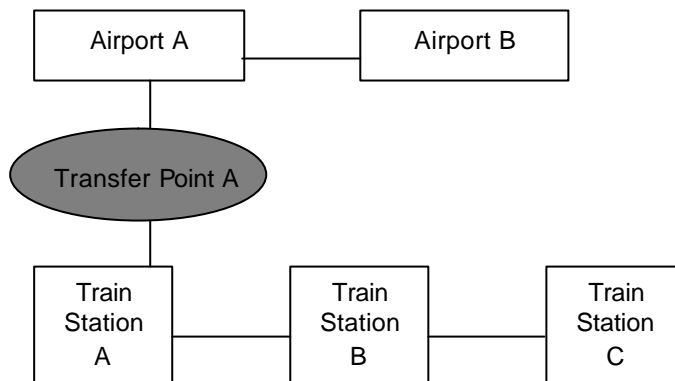 Airport A
Airport B
Transfer Point A
Train
Station
A
Train
Station
B
Train
Station
C